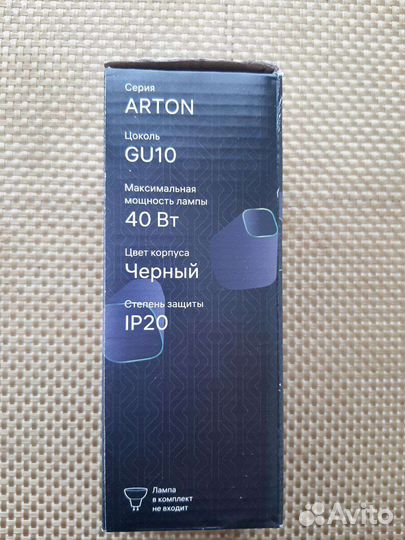 Серия
ARTON
Цоколь
GU10
Максимальная
мощность лампы
40 Вт
Цвет корпуса
Черный
Степень защиты
IP20
Лампа
в комплект
не входит
Avito